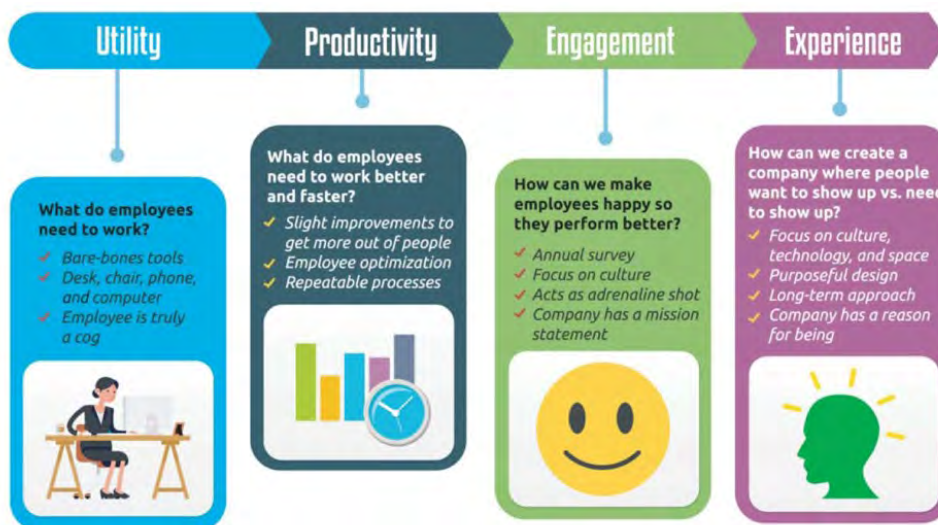 Utility
Productivity
Engagement
Experience
What do employees
need to work?
Bare-bones tools
Desk, chair, phone,
and computer
Employee is truly
a cog
What do employees
need to work better
and faster?
Slight improvements to
get more out of people
Employee optimization
Repeatable processes
How can we make
employees happy so
they perform better?
Annual survey
Focus on culture
Acts as adrenaline shot
Company has a mission
statement
How can we create a
company where people
want to show up vs. need
to show up?
Focus on culture,
technology, and space
Purposeful design
Long-term approach
Company has a reason
for being